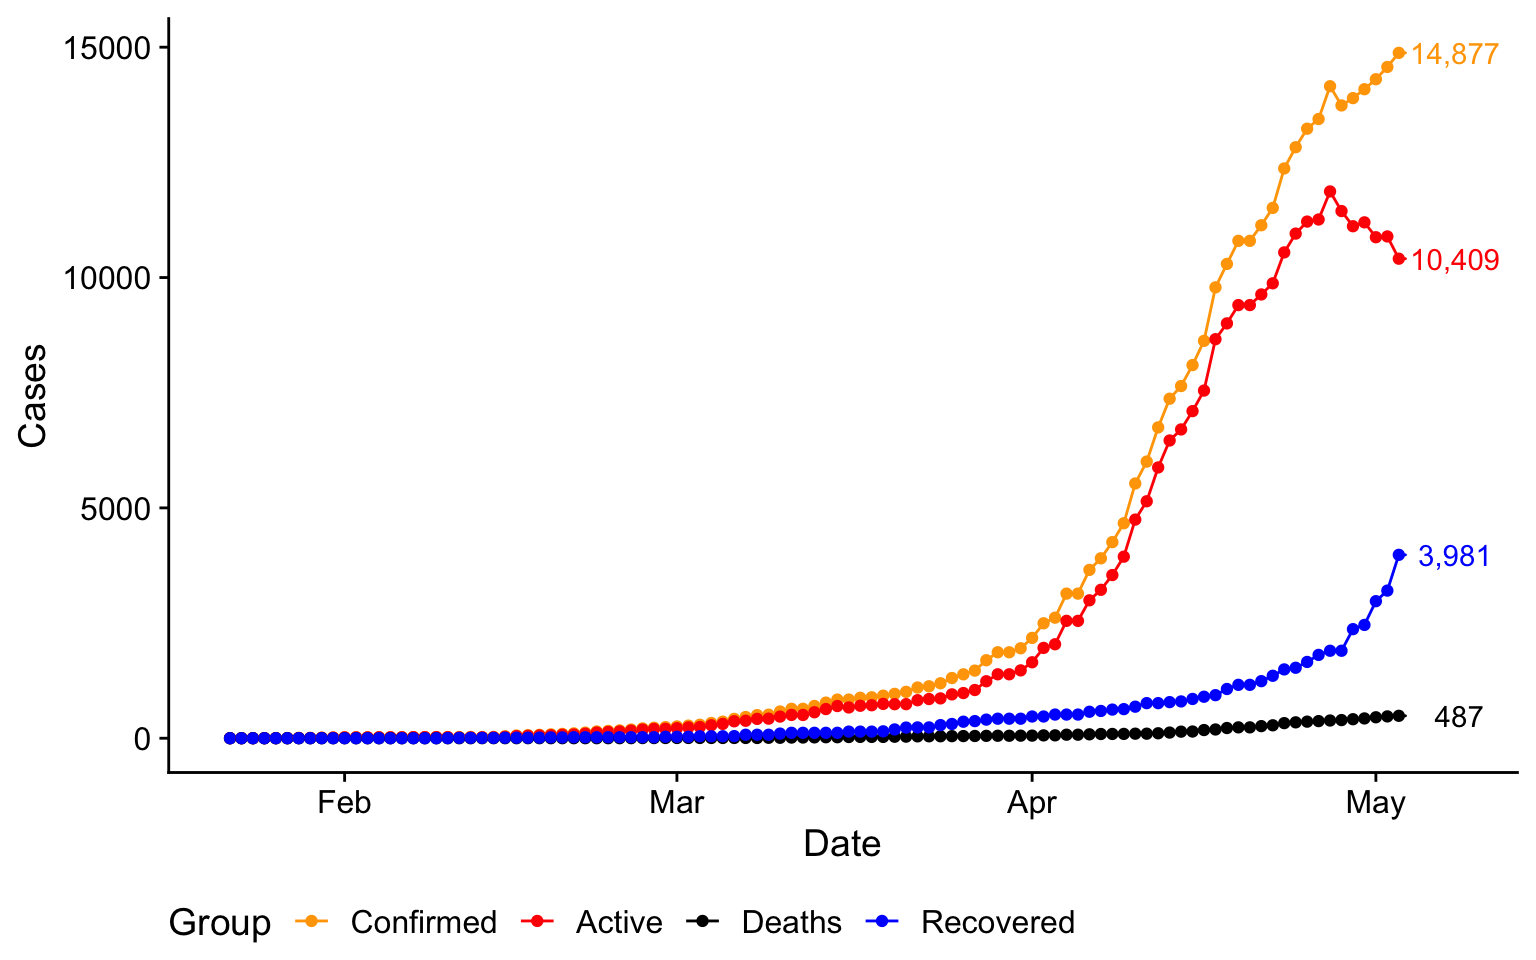 15000
14,877
10000
10,409
Cases
5000
3,981
487
0
Feb Mar Apr May
Date
Group Confirmed Active Deaths Recovered